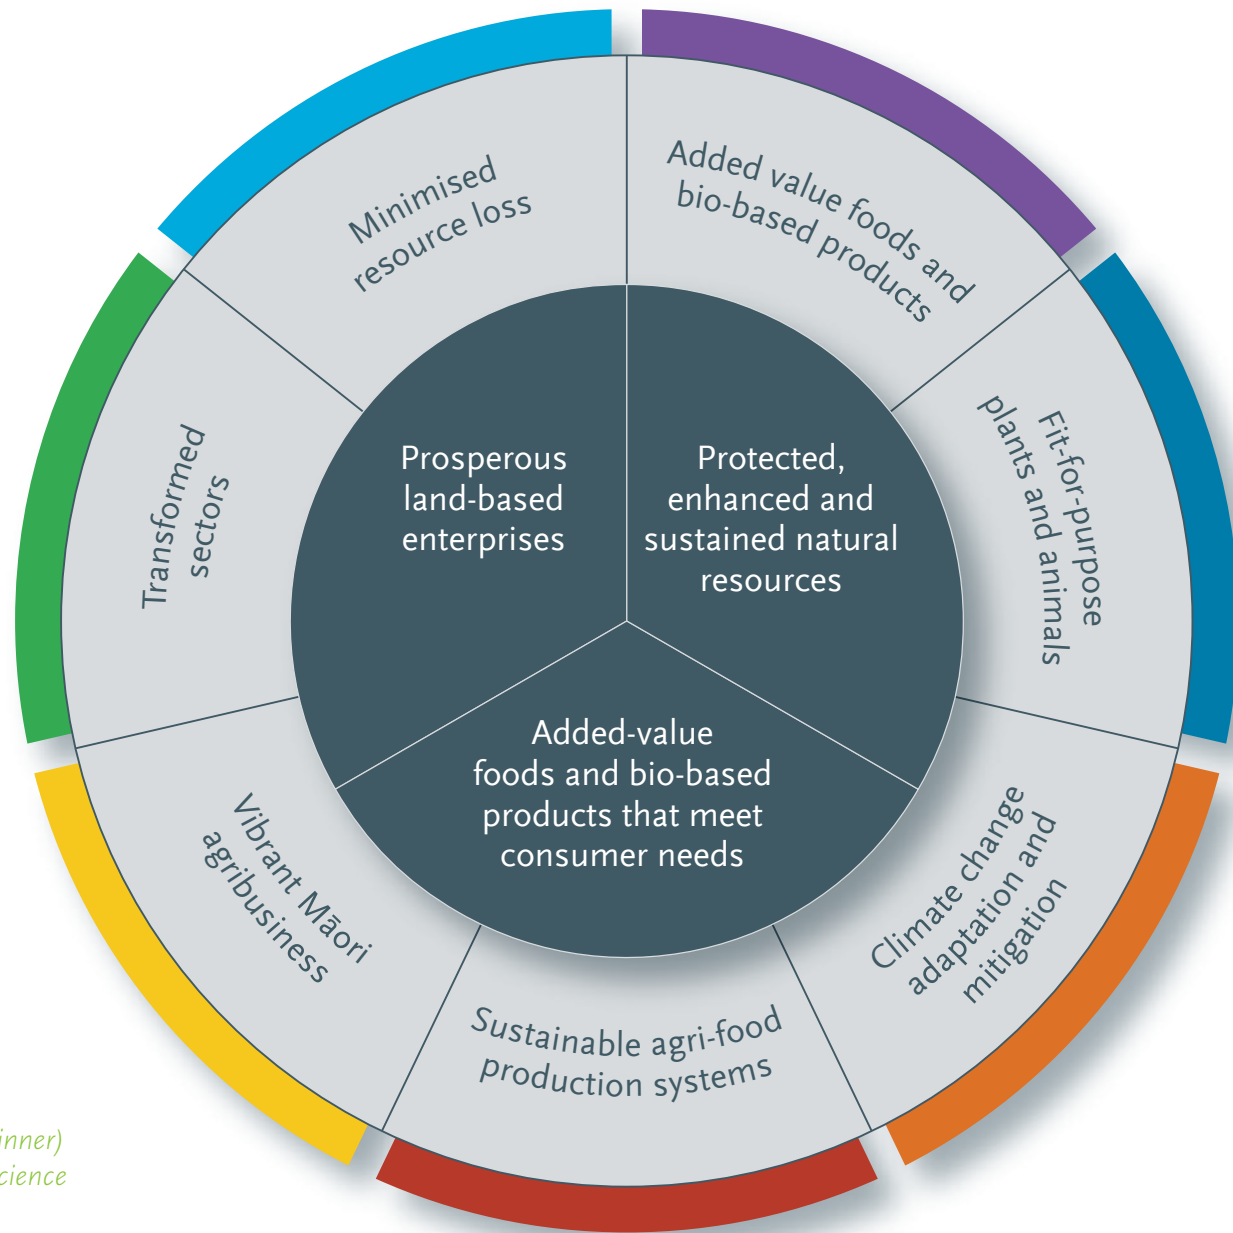 Minimised
resource loss
Added value foods and
bio-based products
Fit-for-purpose
plants and animals
Climate change
adaptation and
mitigation
Sustainable agri-food
production systems
Vibrant Māori
agribusiness
Transformed
sectors
Prosperous
land-based
enterprises
Protected,
enhanced and
sustained natural
resources
Added-value
foods and bio-based
products that meet
consumer needs
inner)
cience